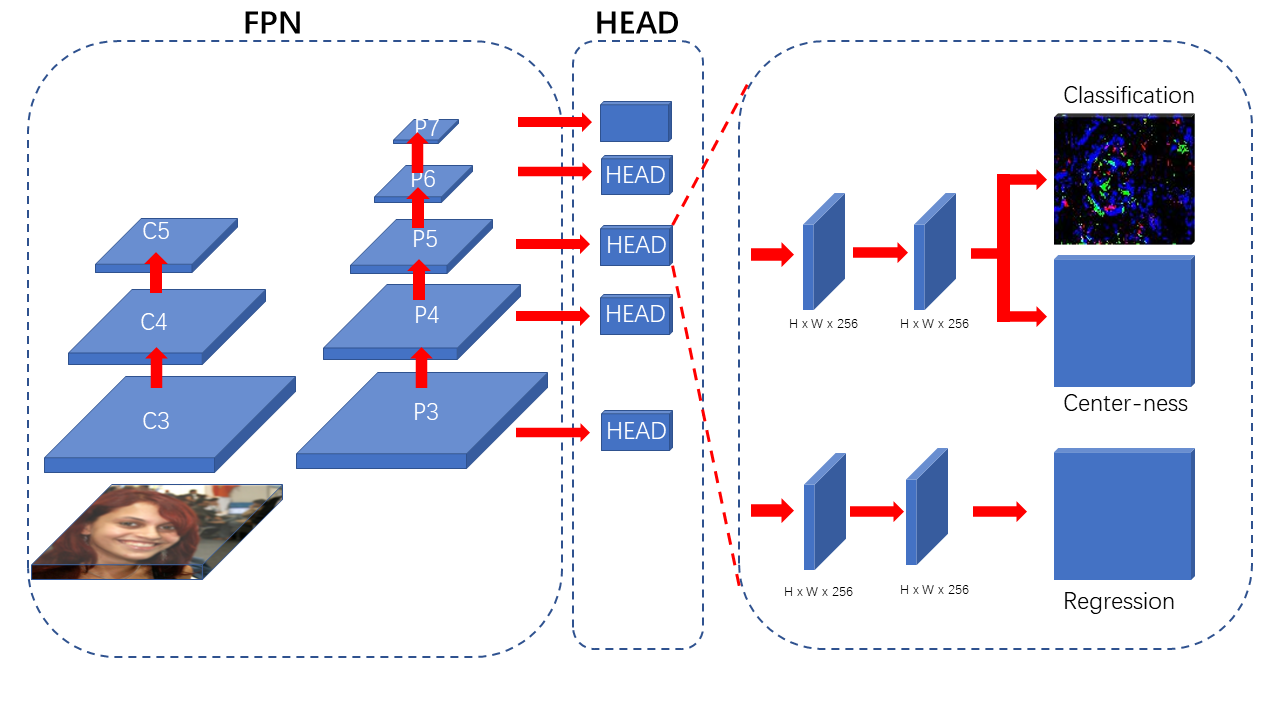 FPN
HEAD
Classification
P7
HEAD
P6
C5
P5
HEAD
C4
P4
HEAD
H x W x 256
H x W x 256
C3
P3
HEAD
Center-ness
H x W x 256
H x W x 256
Regression